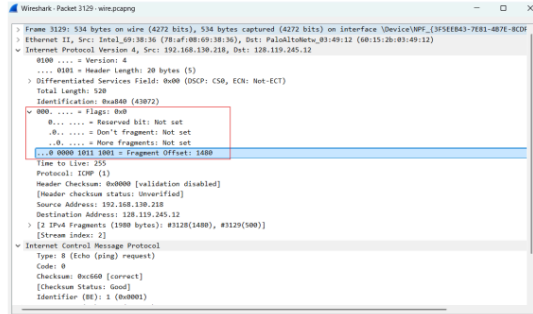 Wireshark · Packet 3129 · wire.pcapng
Frame 3129: 534 bytes on wire (4272 bits), 534 bytes captured (4272 bits) on interface \Device\NPF_{3F5EEB43-7E81-4B7E-8CDF
Ethernet II, Src: Intel_69:38:36 (78:af:08:69:38:36), Dst: PaloAltoNetw_03:49:12 (60:15:2b:03:49:12)
Internet Protocol Version 4, Src: 192.168.130.218, Dst: 128.119.245.12
0100 .... = Version: 4
.... 0101 = Header Length: 20 bytes (5)
Differentiated Services Field: 0x00 (DSCP: CS0, ECN: Not-ECT)
Total Length: 520
Identification: 0xa840 (43072)
000. .... = Flags: 0x0
0... .... = Reserved bit: Not set
.0.. .... = Don't fragment: Not set
..0. .... = More fragments: Not set
...0 0000 1011 1001 = Fragment Offset: 1480
Time to Live: 255
Protocol: ICMP (1)
Header Checksum: 0x0000 [validation disabled]
[Header checksum status: Unverified]
Source Address: 192.168.130.218
Destination Address: 128.119.245.12
[2 IPv4 Fragments (1980 bytes): #3128(1480), #3129(500)]
[Stream index: 2]
Internet Control Message Protocol
Type: 8 (Echo (ping) request)
Code: 0
Checksum: 0xc660 [correct]
[Checksum Status: Good]
Identifier (BE): 1 (0x0001)